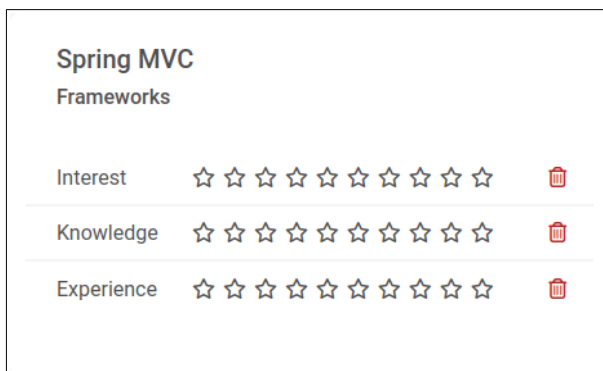 Spring MVC
Frameworks
Interest
Knowledge
Experience